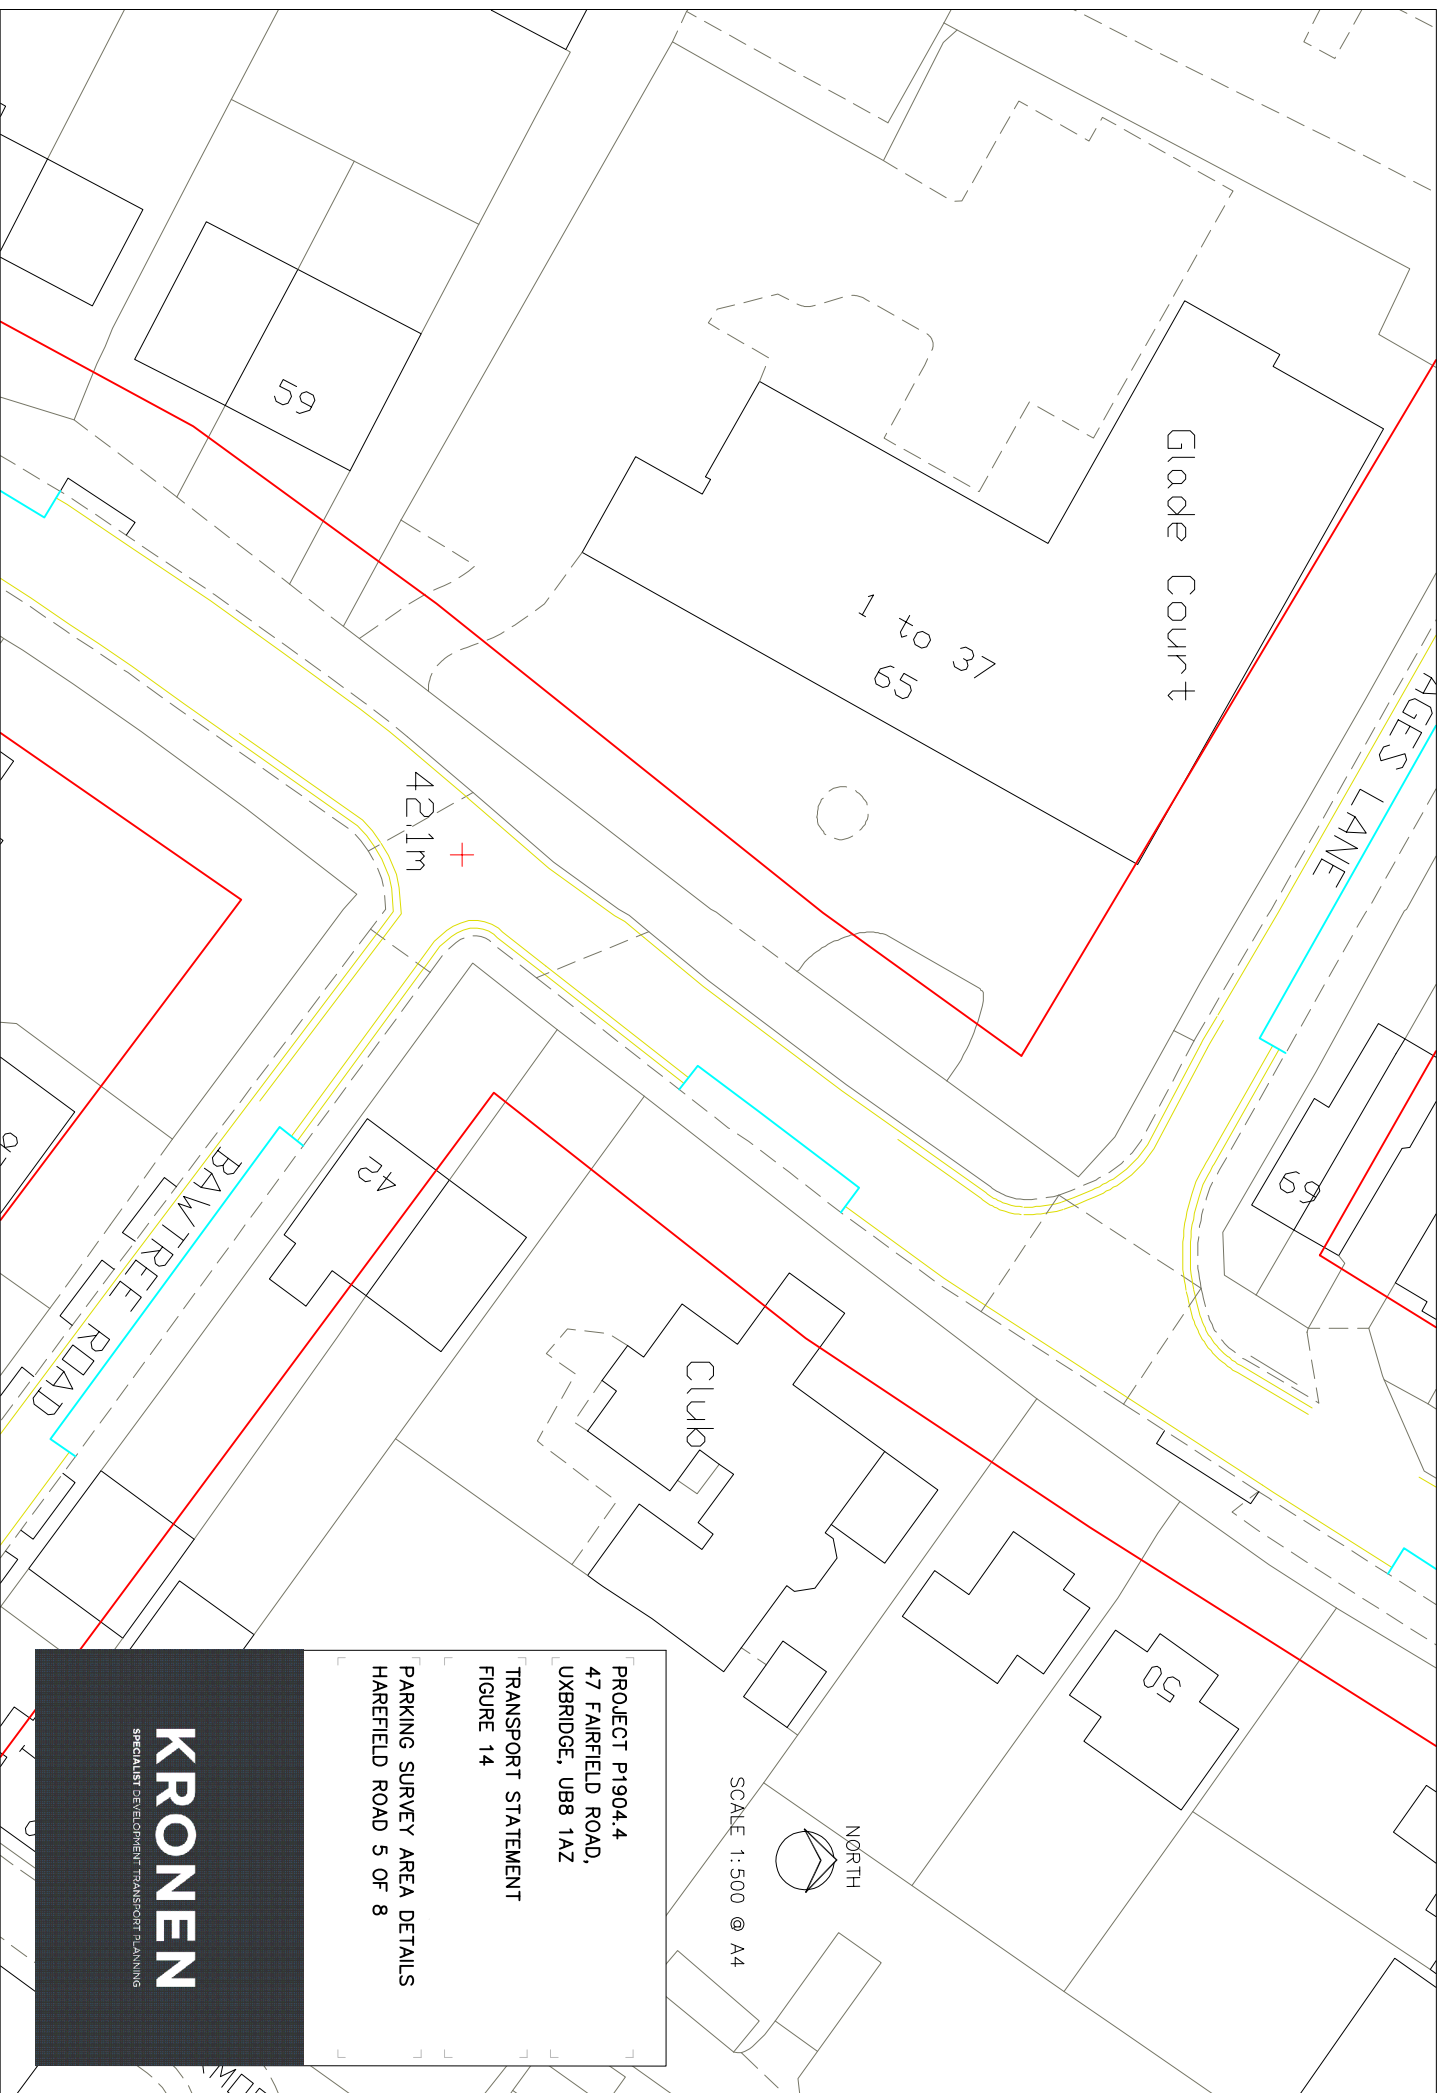 Glade Court
1 to 37
65
59
AGES LANE
69
42.1m
42
BAWTREE ROAD
Club
50
NORTH
SCALE 1:500 @ A4
PROJECT P1904.4
47 FAIRFIELD ROAD,
UXBRIDGE, UB8 1AZ
TRANSPORT STATEMENT
FIGURE 14
PARKING SURVEY AREA DETAILS
HAREFIELD ROAD 5 OF 8
KRONEN
SPECIALIST DEVELOPMENT TRANSPORT PLANNING